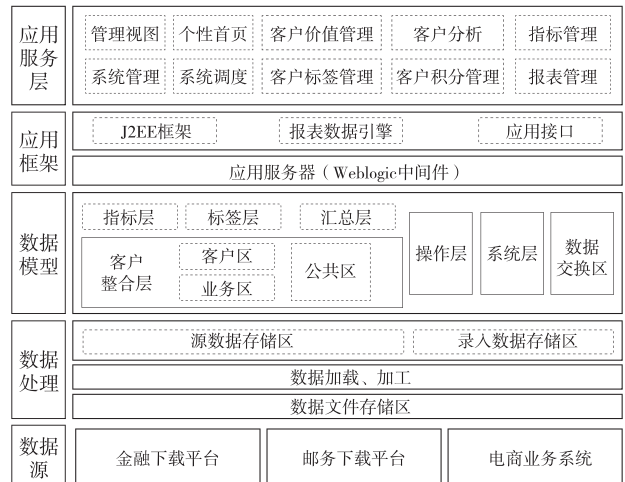 应用
服务
层
管理视图 个性首页 客户价值管理 客户分析 指标管理
系统管理 系统调度 客户标签管理 客户积分管理 报表管理
应用
框架
J2EE框架 报表数据引擎 应用接口
应用服务器（Weblogic中间件）
数据
模型
指标层 标签层 汇总层
客户
整合层
客户区
业务区
公共区
操作层 系统层 数据
交换区
数据
处理
源数据存储区 录入数据存储区
数据加载、加工
数据文件存储区
数据
源
金融下载平台 邮务下载平台 电商业务系统